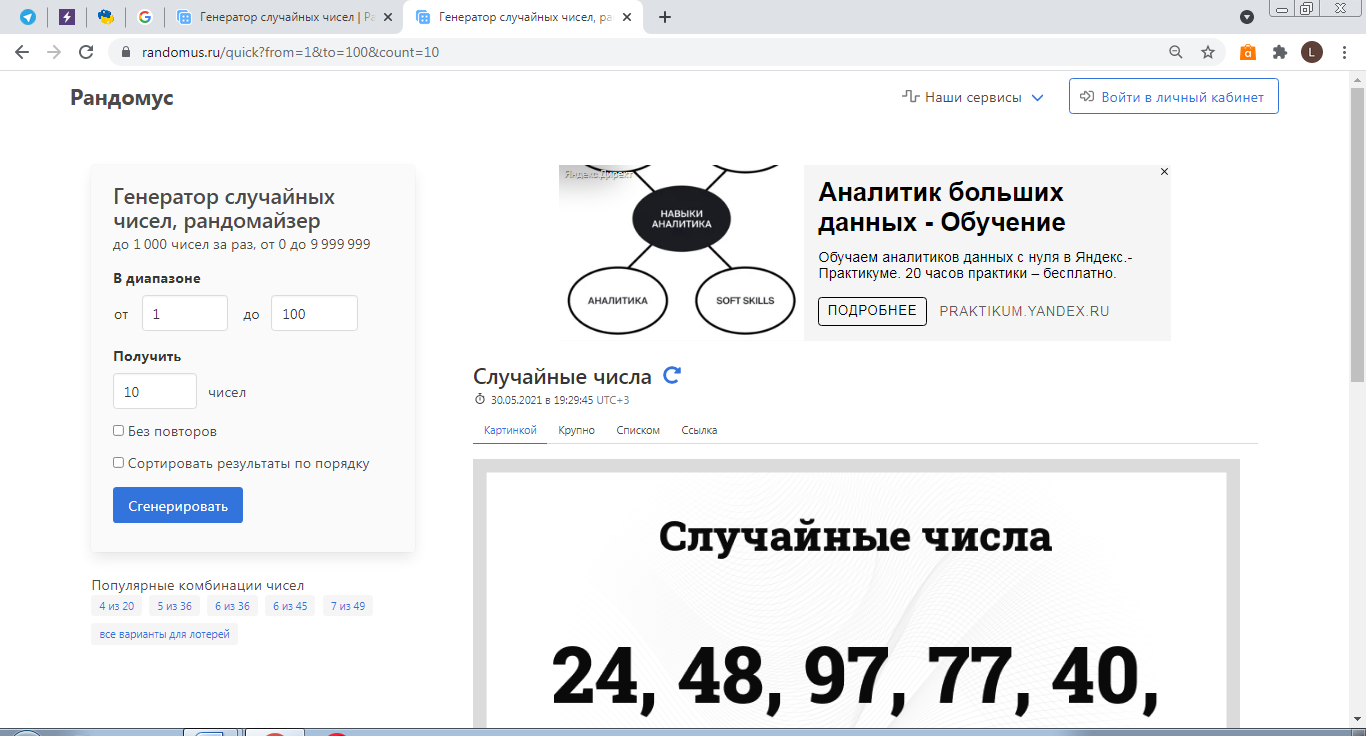 Генератор случайных чисел | Ра
Генератор случайных чисел, ра
randomus.ru/quick?from=1&to=100&count=10
L
Рандомус
Наши сервисы
Войти в личный кабинет
Генератор случайных
чисел, рандомайзер
до 1 000 чисел за раз, от 0 до 9 999 999
В диапазоне
от 1 до 100
Получить
10 чисел
Без повторов
Сортировать результаты по порядку
Сгенерировать
Популярные комбинации чисел
4 из 20 5 из 36 6 из 36 6 из 45 7 из 49
все варианты для лотерей
Яндекс.Директ
НАВЫКИ
АНАЛИТИКА
АНАЛИТИКА
SOFT SKILLS
Аналитик больших
данных - Обучение
Обучаем аналитиков данных с нуля в Яндекс.-
Практикуме. 20 часов практики – бесплатно.
ПОДРОБНЕЕ PRAKTIKUM.YANDEX.RU
Случайные числа
30.05.2021 в 19:29:45 UTC+3
Картинкой Крупно Списком Ссылка
Случайные числа
24, 48, 97, 77, 40,